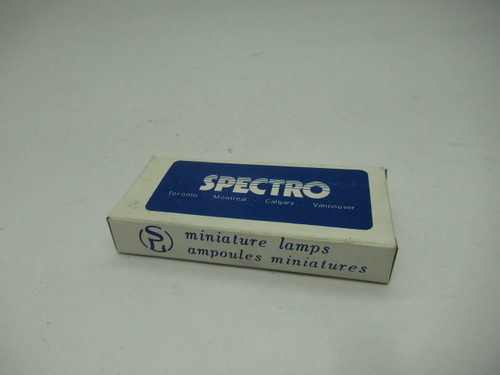 SPECTRO
Toronto · Montreal · Calgary · Vancouver
SL
miniature lamps
ampoules miniatures